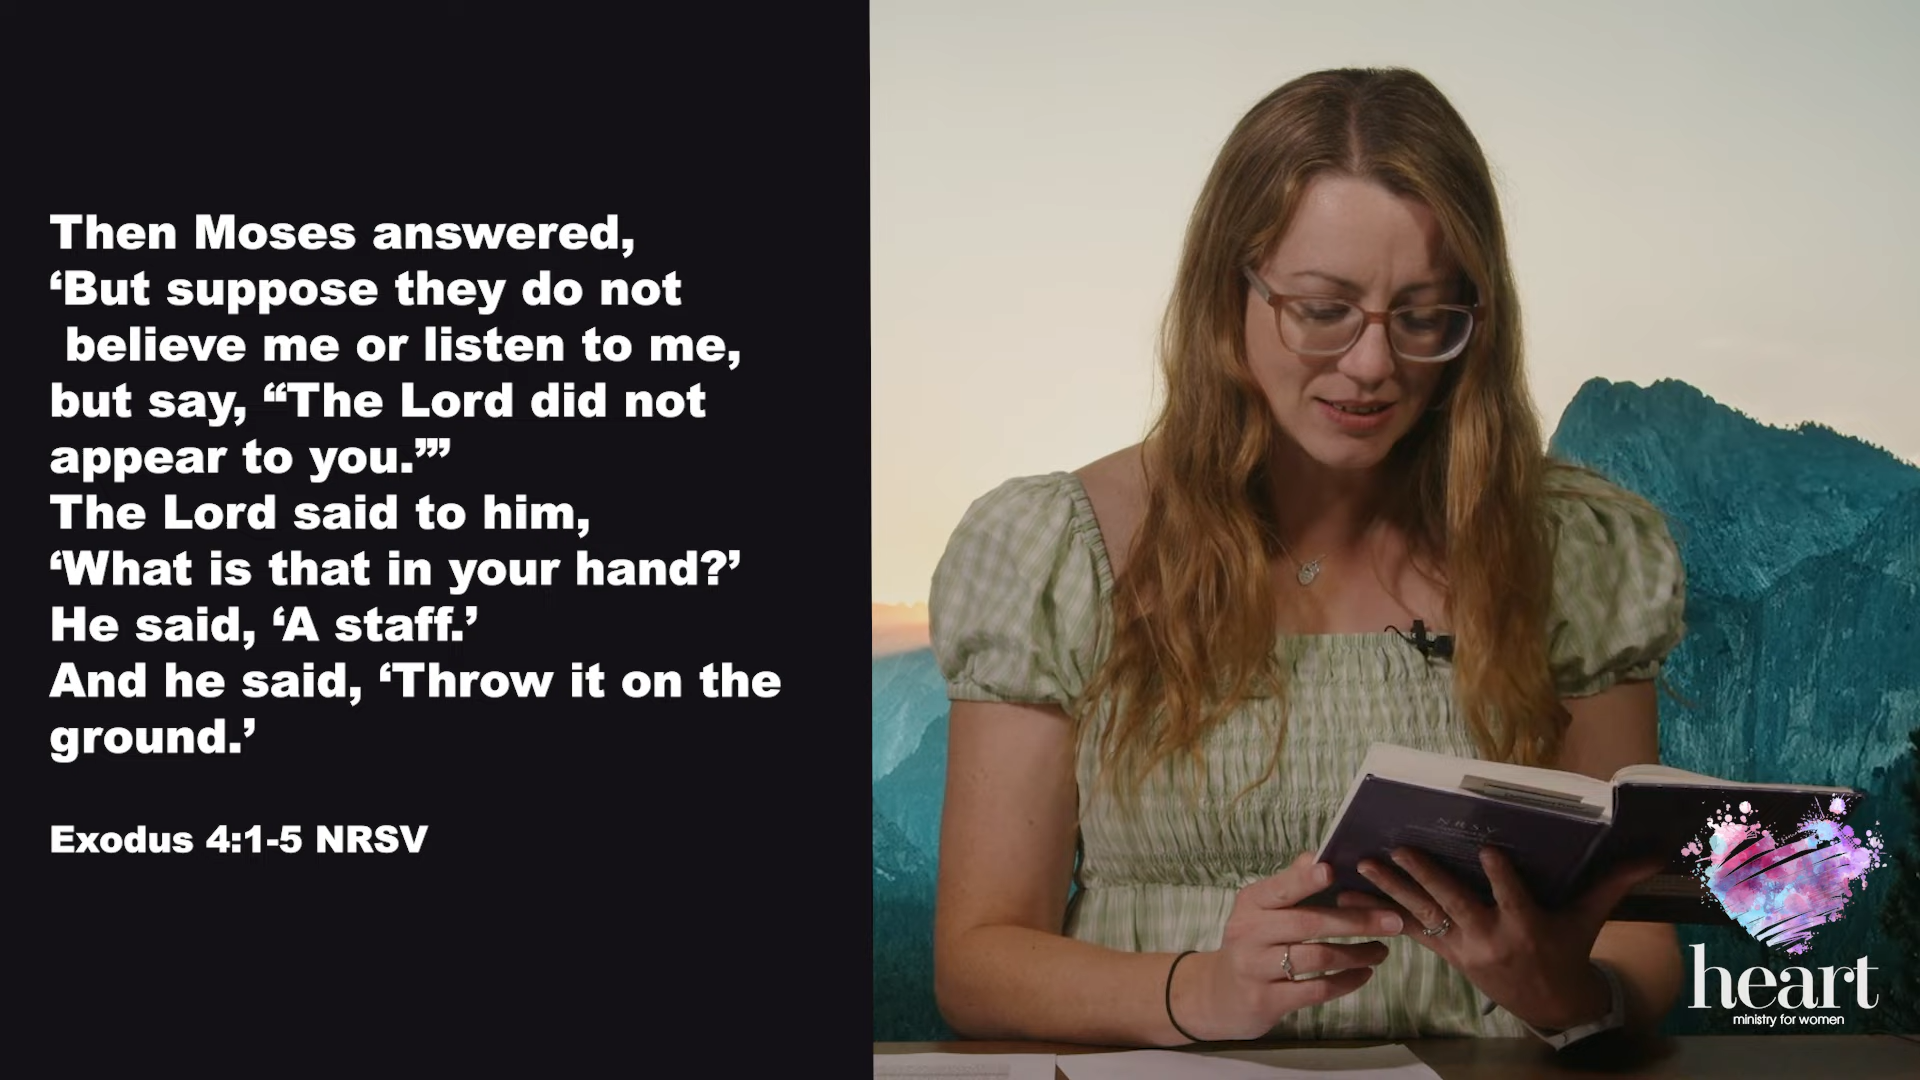 Then Moses answered,
‘But suppose they do not
believe me or listen to me,
but say, “The Lord did not
appear to you.”’
The Lord said to him,
‘What is that in your hand?’
He said, ‘A staff.’
And he said, ‘Throw it on the
ground.’
Exodus 4:1-5 NRSV
NRSV
heart
ministry for women